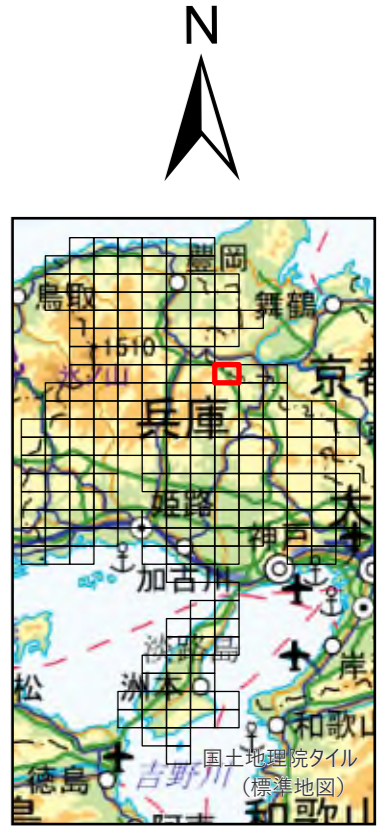 N
豊岡
鳥取
舞鶴
1510
氷ノ山
京都
兵庫
大
姫路
神戸
加古川
淡路島
岸
松
洲本
和歌山
国土地理院タイル
徳島
吉野川
(標準地図)
和歌山